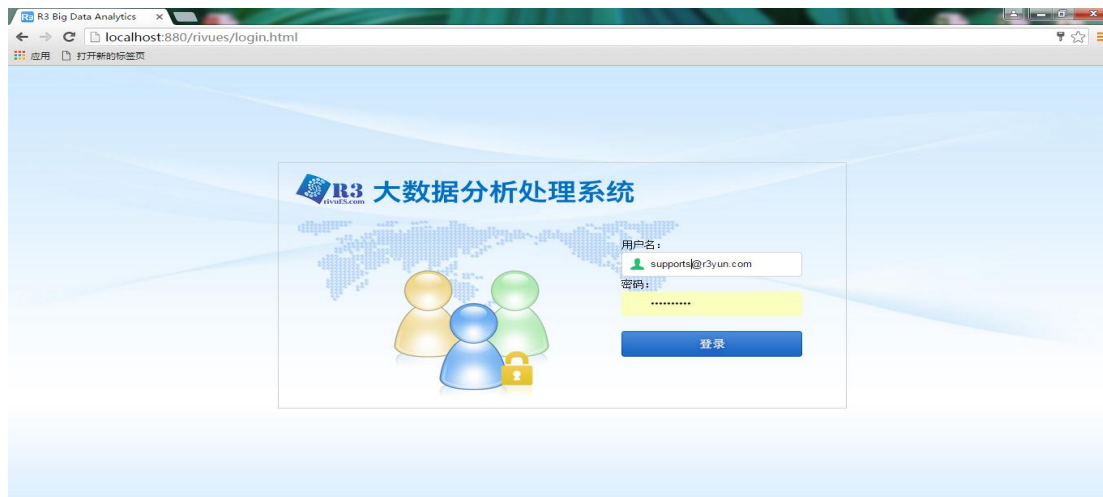 R3 Big Data Analytics
localhost:880/rivues/login.html
应用 打开新的标签页
R3 大数据分析处理系统
rivuES.com
用户名：
supports@r3yun.com
密码：
••••••••••
登录